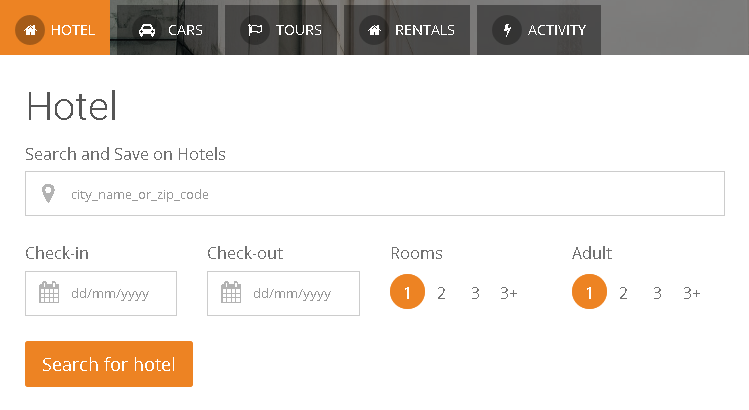 HOTEL CARS TOURS RENTALS ACTIVITY
Hotel
Search and Save on Hotels
city_name_or_zip_code
Check-in Check-out Rooms Adult
dd/mm/yyyy dd/mm/yyyy 1 2 3 3+ 1 2 3 3+
Search for hotel